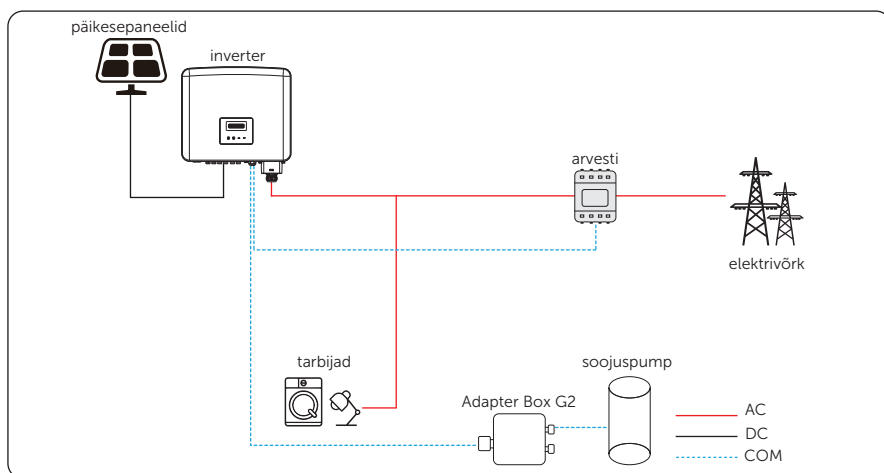 päikesepaneelid
inverter
arvesti
elektrivõrk
tarbijad
soojuspump
Adapter Box G2
AC
DC
COM